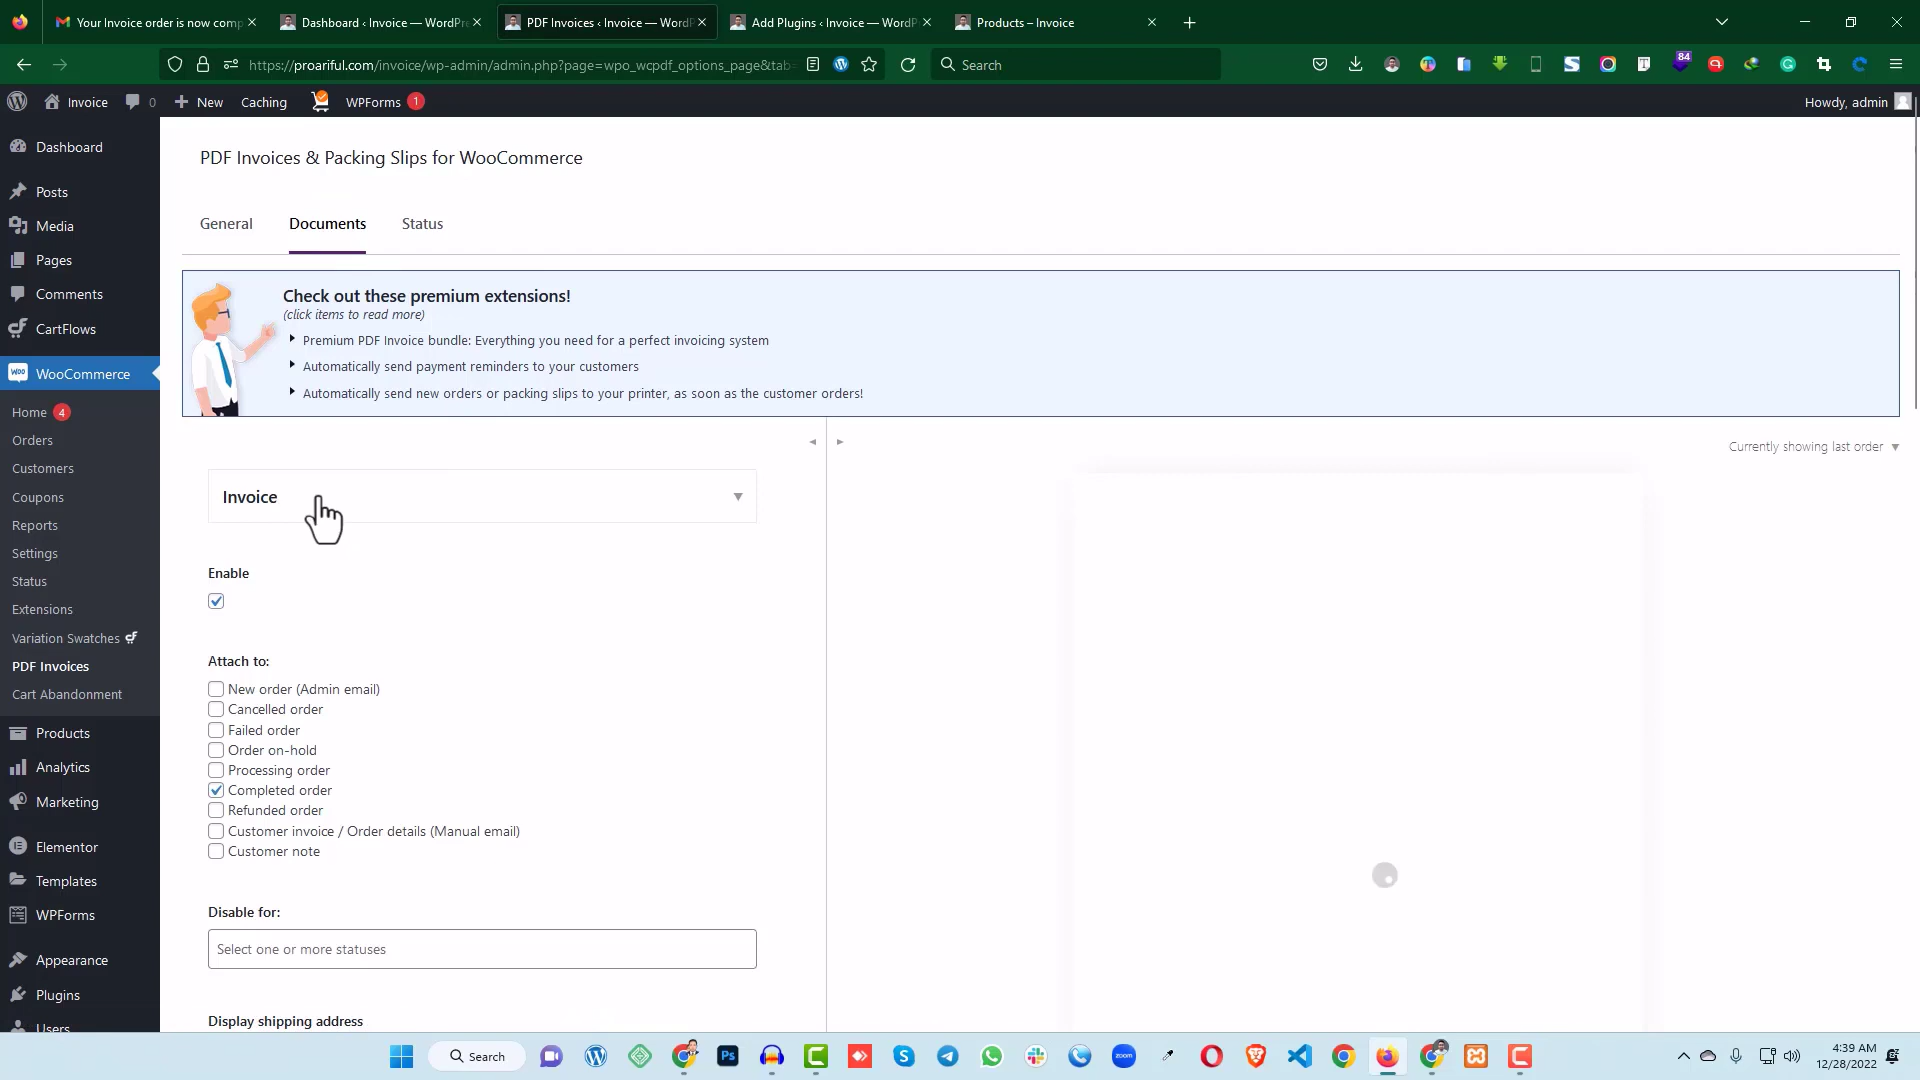 Your Invoice order is now comp
Dashboard ‹ Invoice — WordPre
PDF Invoices ‹ Invoice — WordP
Add Plugins ‹ Invoice — WordP
Products – Invoice
https://proariful.com/invoice/wp-admin/admin.php?page=wpo_wcpdf_options_page&tab=
Search
84
Invoice
0
New
Caching
WPForms 1
Howdy, admin
Dashboard
Posts
Media
Pages
Comments
CartFlows
WooCommerce
Home 4
Orders
Customers
Coupons
Reports
Settings
Status
Extensions
Variation Swatches
PDF Invoices
Cart Abandonment
Products
Analytics
Marketing
Elementor
Templates
WPForms
Appearance
Plugins
Users
PDF Invoices & Packing Slips for WooCommerce
General
Documents
Status
Check out these premium extensions!
(click items to read more)
Premium PDF Invoice bundle: Everything you need for a perfect invoicing system
Automatically send payment reminders to your customers
Automatically send new orders or packing slips to your printer, as soon as the customer orders!
Currently showing last order
Invoice
Enable
Attach to:
New order (Admin email)
Cancelled order
Failed order
Order on-hold
Processing order
Completed order
Refunded order
Customer invoice / Order details (Manual email)
Customer note
Disable for:
Select one or more statuses
Display shipping address
Search
Ps
zoom
4:39 AM
12/28/2022